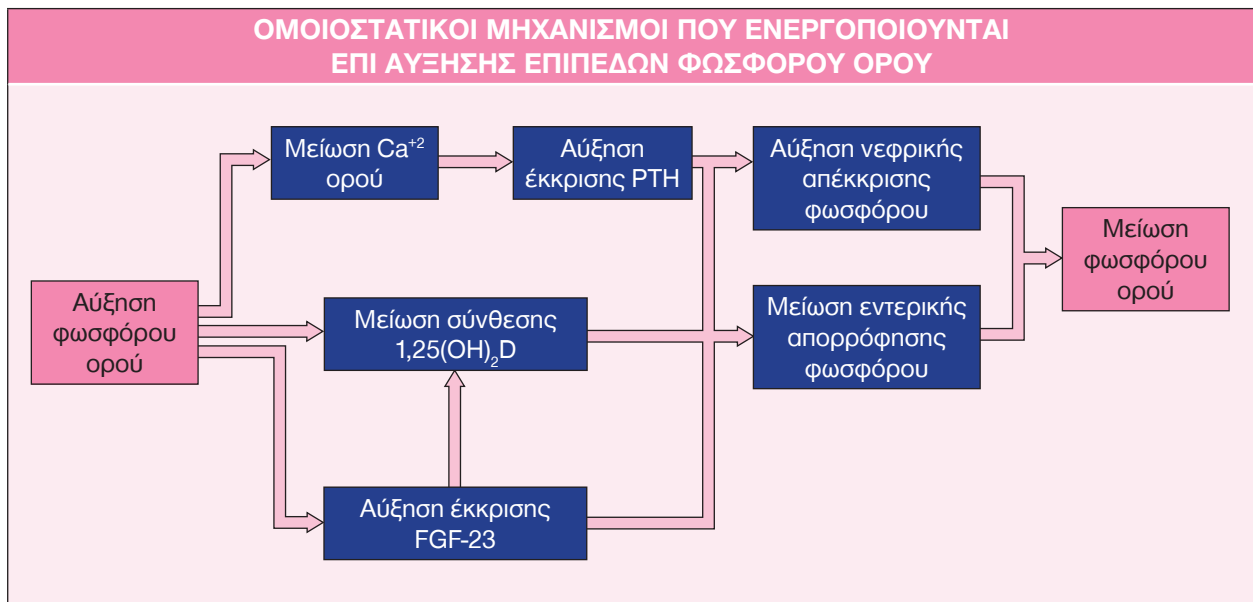 ΟΜΟΙΟΣΤΑΤΙΚΟΙ ΜΗΧΑΝΙΣΜΟΙ ΠΟΥ ΕΝΕΡΓΟΠΟΙΟΥΝΤΑΙ
ΕΠΙ ΑΥΞΗΣΗΣ ΕΠΙΠΕΔΩΝ ΦΩΣΦΟΡΟΥ ΟΡΟΥ
Μείωση Ca⁺²
ορού
Αύξηση
έκκρισης PTH
Αύξηση νεφρικής
απέκκρισης
φωσφόρου
Αύξηση
φωσφόρου
ορού
Μείωση σύνθεσης
1,25(OH)₂D
Μείωση εντερικής
απορρόφησης
φωσφόρου
Μείωση
φωσφόρου
ορού
Αύξηση έκκρισης
FGF-23